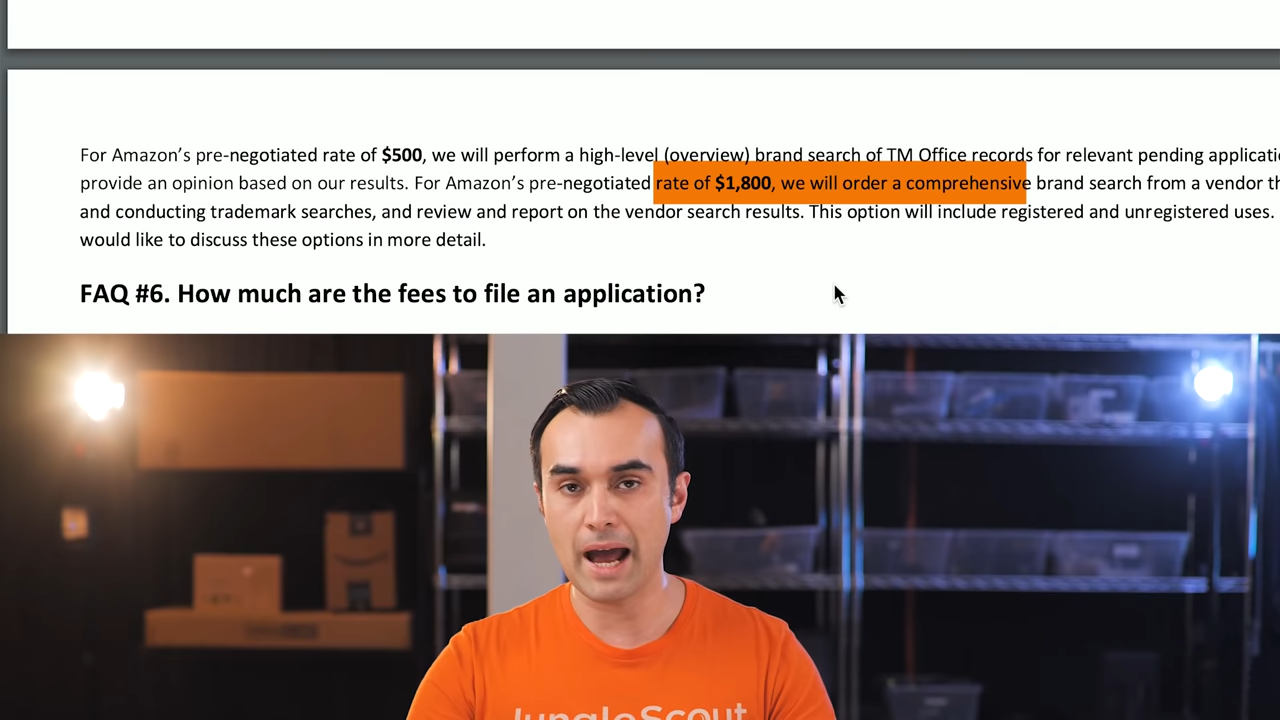 For Amazon’s pre-negotiated rate of $500, we will perform a high-level (overview) brand search of TM Office records for relevant pending
provide an opinion based on our results. For Amazon’s pre-negotiated rate of $1,800, we will order a comprehensive brand search from a vendor
and conducting trademark searches, and review and report on the vendor search results. This option will include registered and unregistered uses.
would like to discuss these options in more detail.
FAQ #6. How much are the fees to file an application?
JungleScout